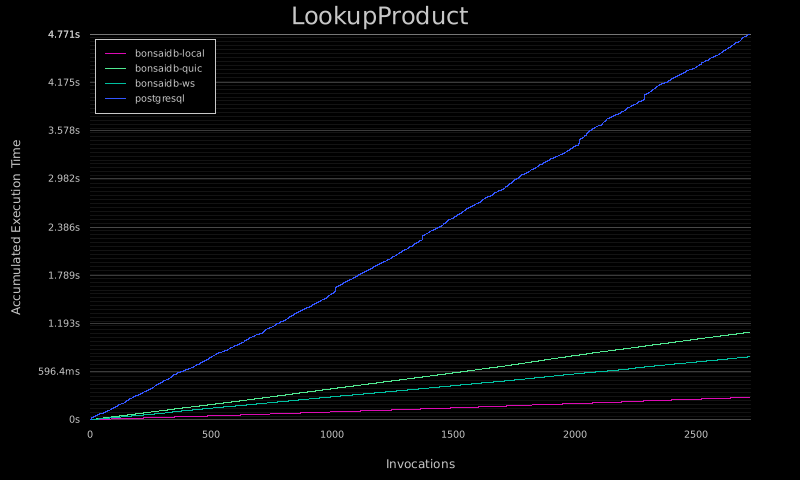 LookupProduct
4.771s
4.175s
3.578s
2.982s
2.386s
1.789s
1.193s
596.4ms
0s
Accumulated Execution Time
bonsaidb-local
bonsaidb-quic
bonsaidb-ws
postgresql
0 500 1000 1500 2000 2500
Invocations